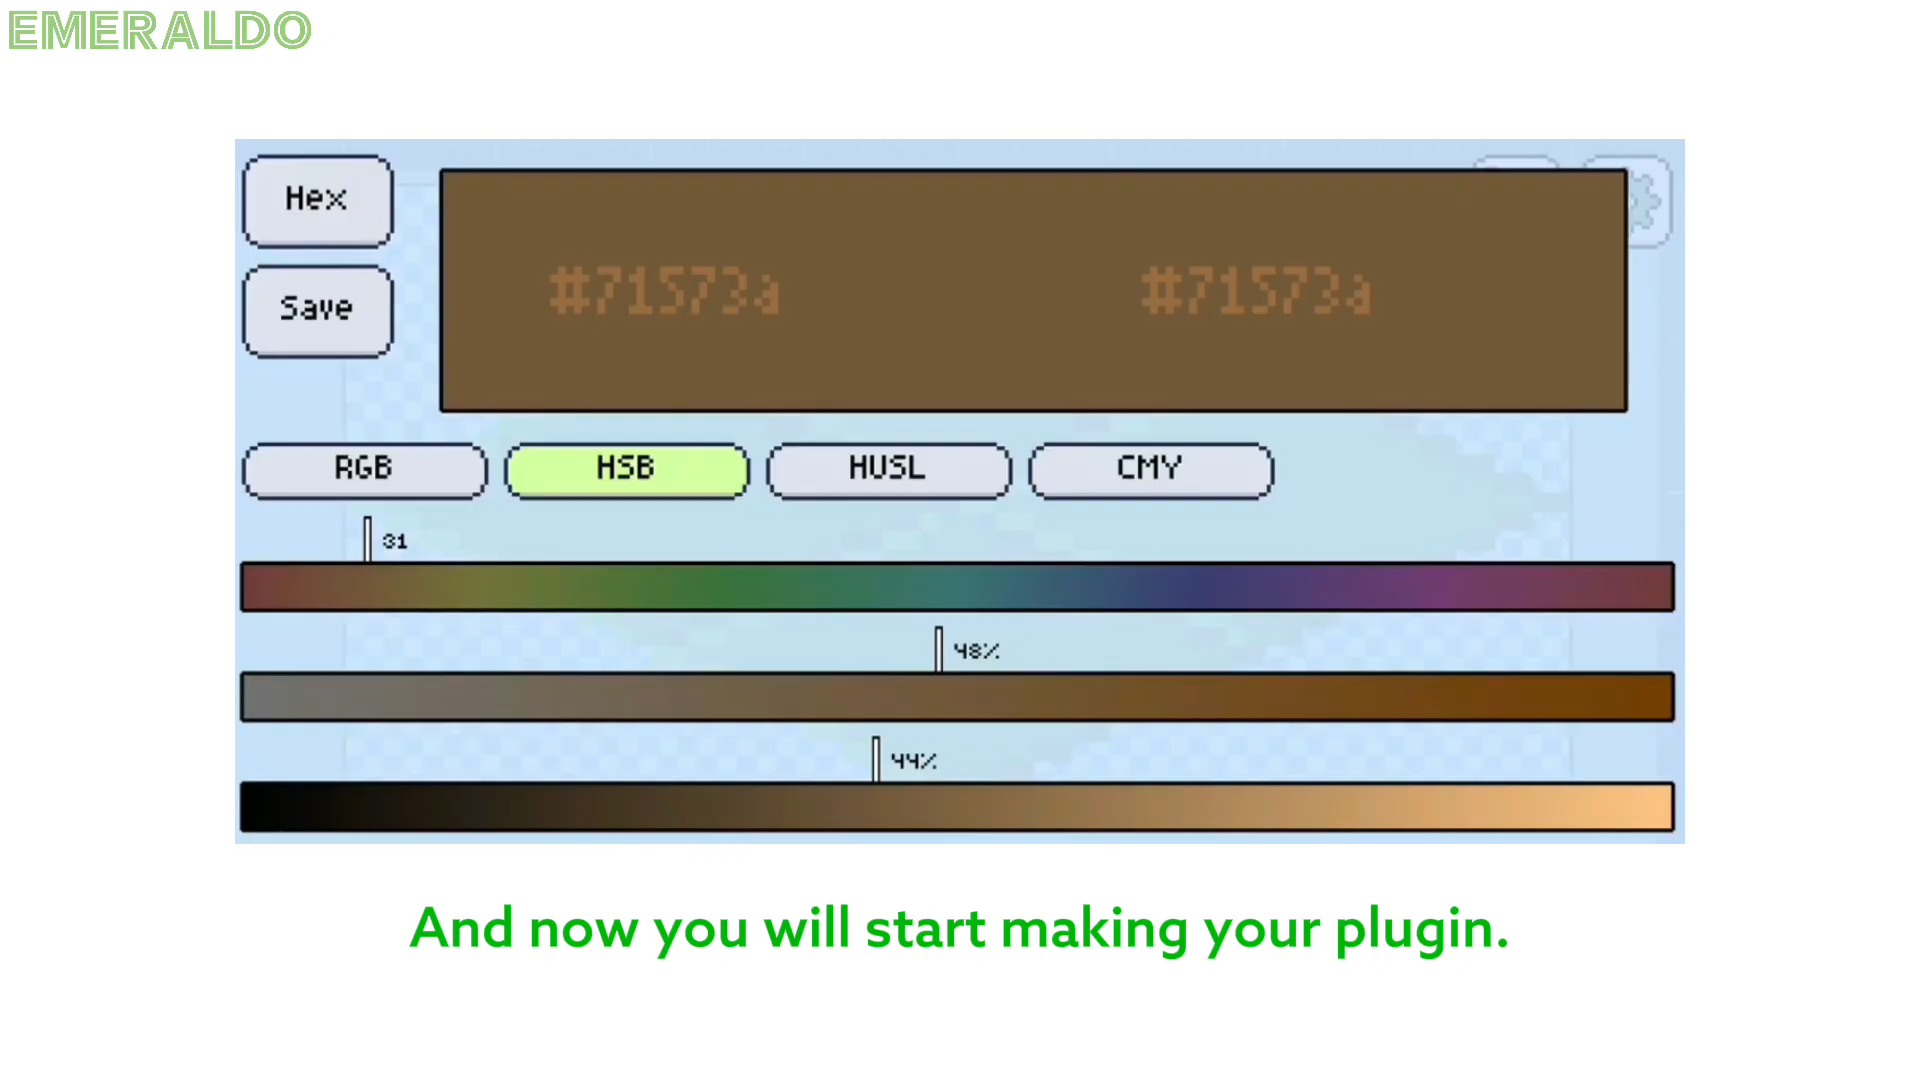 EMERALDO
Hex
Save
#71573a #71573a
RGB HSB HUSL CMY
31
48%
44%
And now you will start making your plugin.